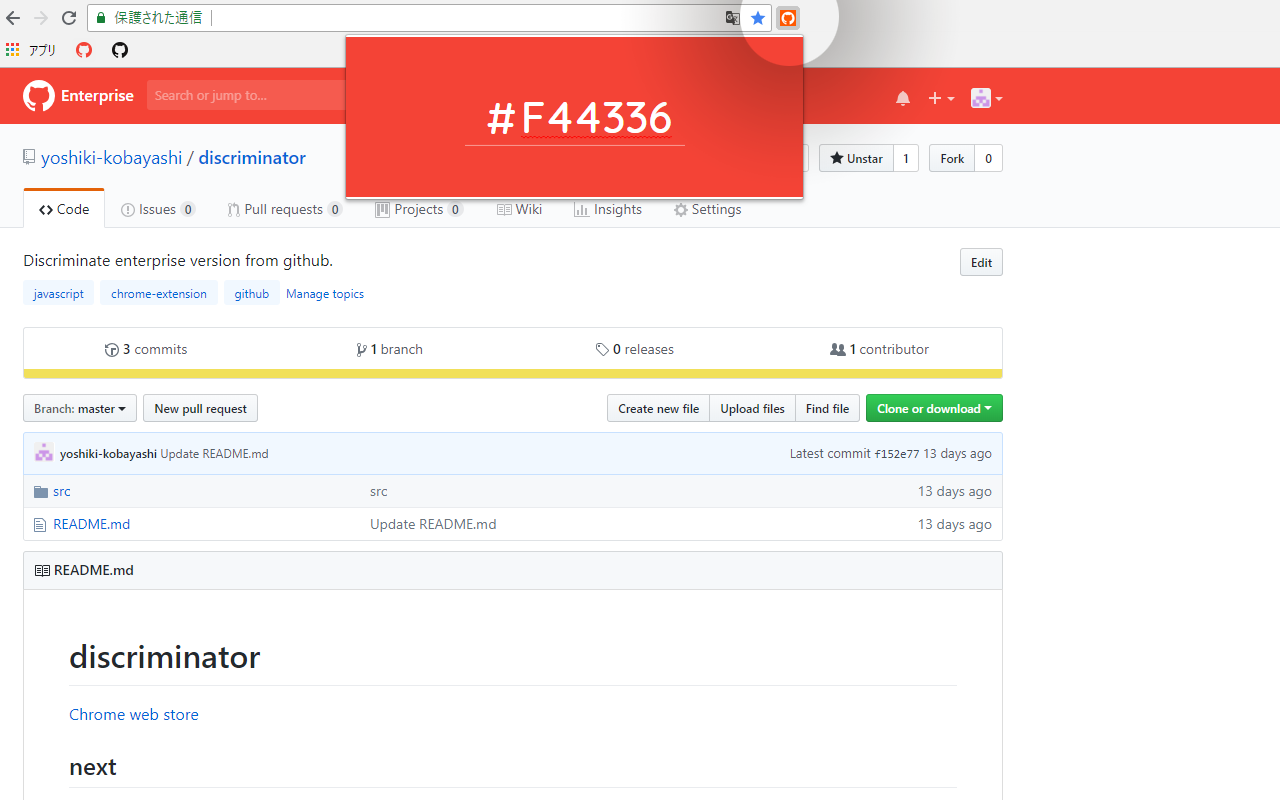 保護された通信
アプリ
#F44336
Enterprise Search or jump to...
yoshiki-kobayashi / discriminator
Unstar 1 Fork 0
Code Issues 0 Pull requests 0 Projects 0 Wiki Insights Settings
Discriminate enterprise version from github. Edit
javascript chrome-extension github Manage topics
3 commits 1 branch 0 releases 1 contributor
Branch: master New pull request Create new file Upload files Find file Clone or download
yoshiki-kobayashi Update README.md Latest commit f152e77 13 days ago
src src 13 days ago
README.md Update README.md 13 days ago
README.md
discriminator
Chrome web store
next